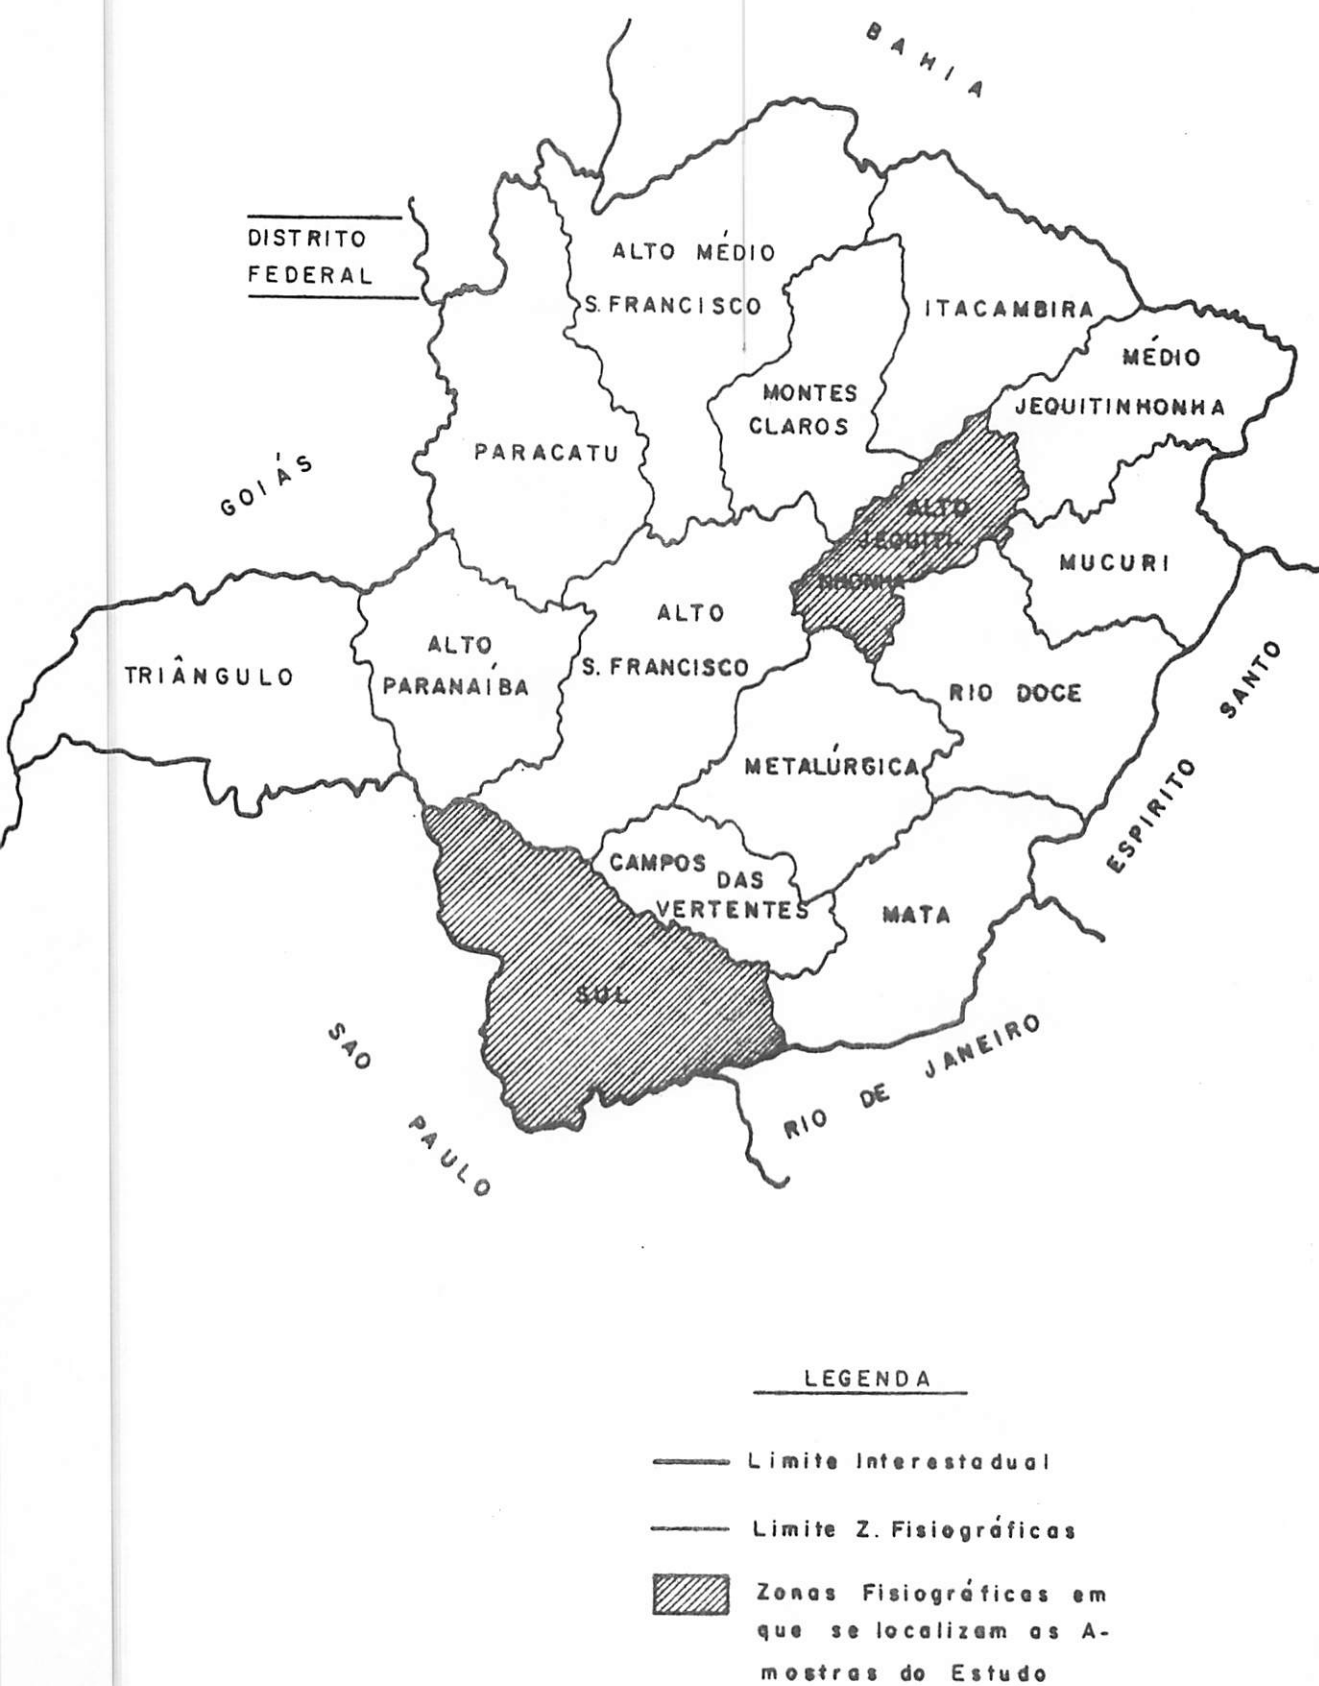 BAHIA
DISTRITO
FEDERAL
ALTO MÉDIO
S. FRANCISCO
ITACAMBIRA
MÉDIO
JEQUITINHONHA
MONTES
CLAROS
PARACATU
GOIÁS
ALTO
JEQUITI-
NHONHA
MUCURI
ALTO
S. FRANCISCO
ALTO
PARANAÍBA
TRIÂNGULO
RIO DOCE
ESPIRITO SANTO
METALÚRGICA
CAMPOS
DAS
VERTENTES
MATA
SUL
SAO PAULO
RIO DE JANEIRO
LEGENDA
Limite Interestadual
Limite Z. Fisiográficas
Zonas Fisiográficas em
que se localizam as A-
mostras do Estudo